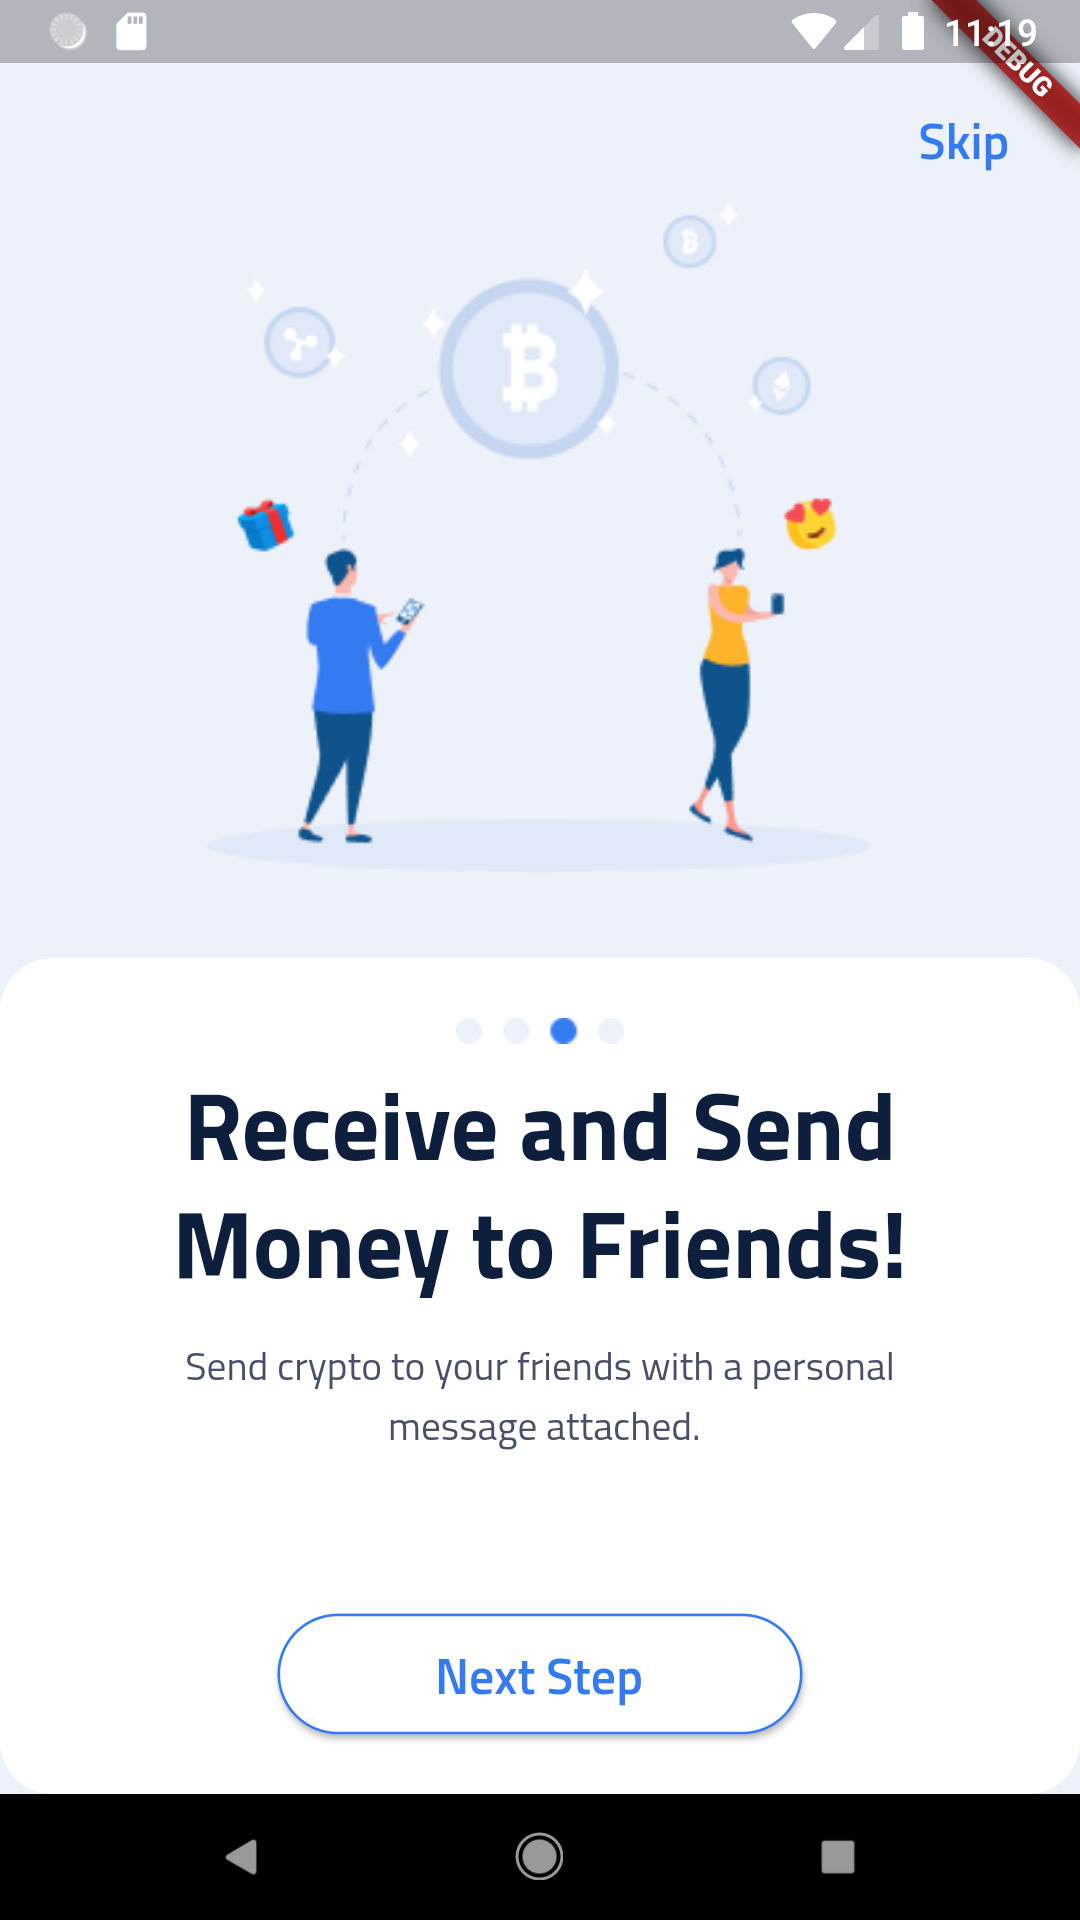 11:19
DEBUG
Skip
Receive and Send
Money to Friends!
Send crypto to your friends with a personal
message attached.
Next Step